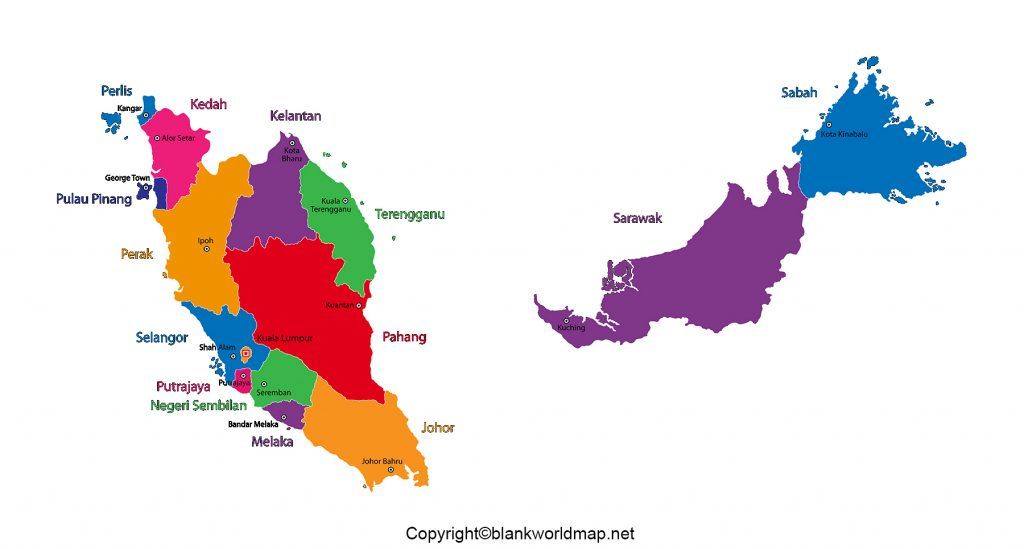 Perlis
Kangar
Kedah
Alor Setar
Kelantan
Kota
Bharu
George Town
Pulau Pinang
Kuala
Terengganu
Terengganu
Perak
Ipoh
Kuantan
Selangor
Kuala Lumpur
Pahang
Shah Alam
Putrajaya
Putrajaya
Negeri Sembilan
Seremban
Bandar Melaka
Melaka
Johor
Johor Bahru
Sabah
Kota Kinabalu
Sarawak
Kuching
Copyright©blankworldmap.net